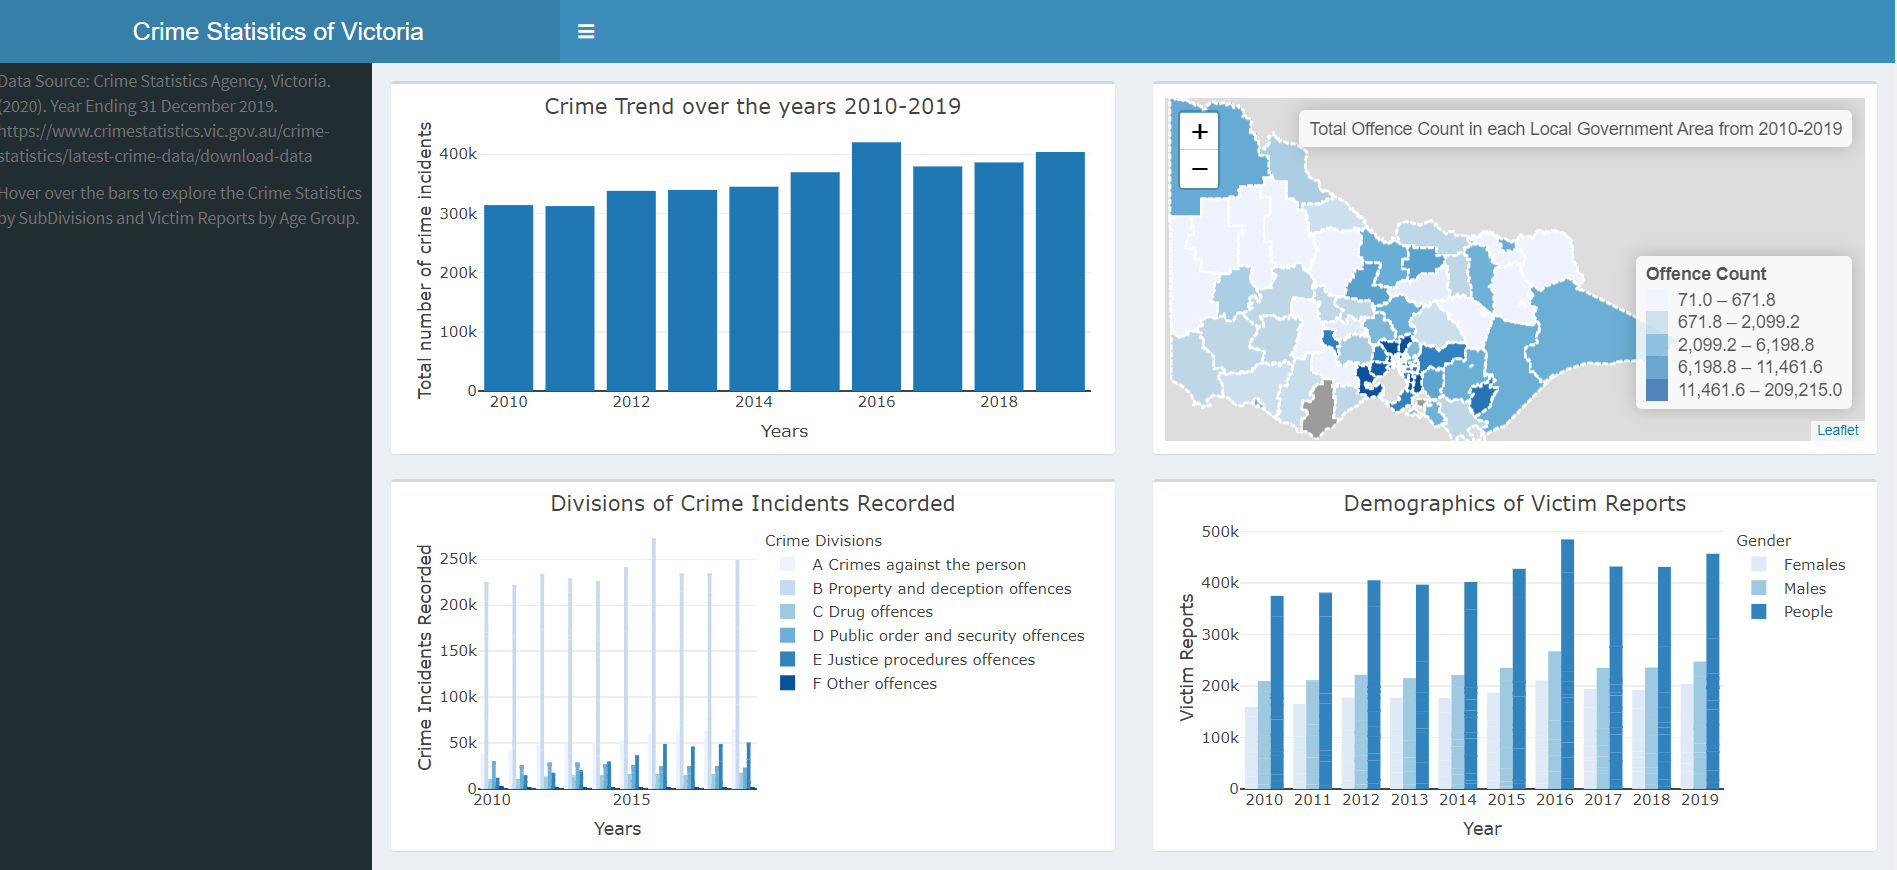 Crime Statistics of Victoria
Data Source: Crime Statistics Agency, Victoria.
(2020). Year Ending 31 December 2019.
https://www.crimestatistics.vic.gov.au/crime-
statistics/latest-crime-data/download-data
Hover over the bars to explore the Crime Statistics
by SubDivisions and Victim Reports by Age Group.
Crime Trend over the years 2010-2019
Total number of crime incidents
400k
300k
200k
100k
0
2010 2012 2014 2016 2018
Years
+
−
Total Offence Count in each Local Government Area from 2010-2019
Offence Count
71.0 – 671.8
671.8 – 2,099.2
2,099.2 – 6,198.8
6,198.8 – 11,461.6
11,461.6 – 209,215.0
Leaflet
Divisions of Crime Incidents Recorded
Crime Incidents Recorded
250k
200k
150k
100k
50k
0
2010 2015
Years
Crime Divisions
A Crimes against the person
B Property and deception offences
C Drug offences
D Public order and security offences
E Justice procedures offences
F Other offences
Demographics of Victim Reports
Victim Reports
500k
400k
300k
200k
100k
0
2010 2011 2012 2013 2014 2015 2016 2017 2018 2019
Year
Gender
Females
Males
People